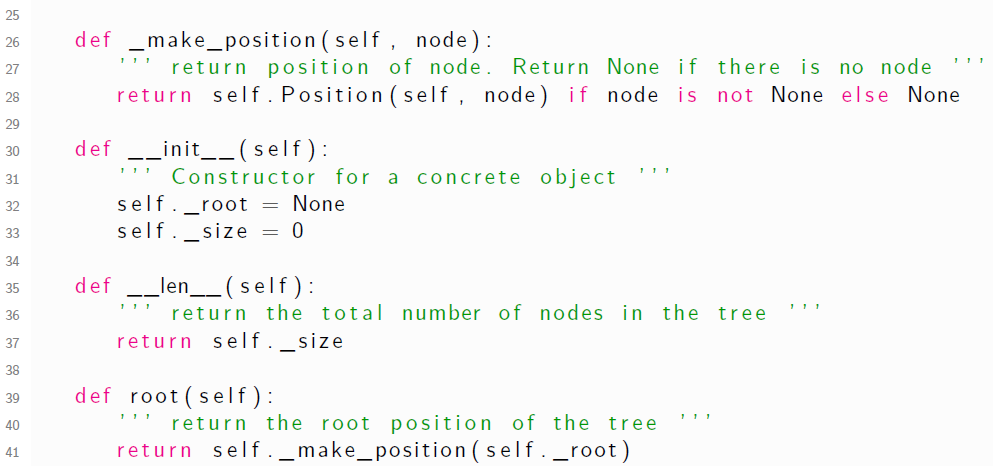 25
26 def _make_position(self, node):
27 ''' return position of node. Return None if there is no node '''
28 return self.Position(self, node) if node is not None else None
29
30 def __init__(self):
31 ''' Constructor for a concrete object '''
32 self._root = None
33 self._size = 0
34
35 def __len__(self):
36 ''' return the total number of nodes in the tree '''
37 return self._size
38
39 def root(self):
40 ''' return the root position of the tree '''
41 return self._make_position(self._root)